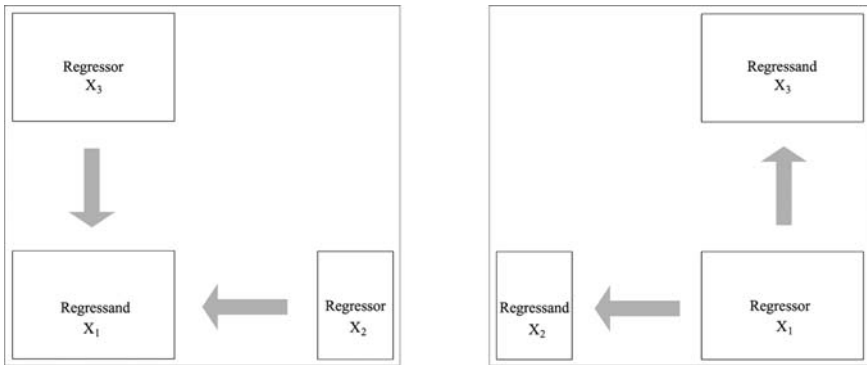 Regressor
X₃
Regressand
X₁
Regressor
X₂
Regressand
X₃
Regressand
X₂
Regressor
X₁